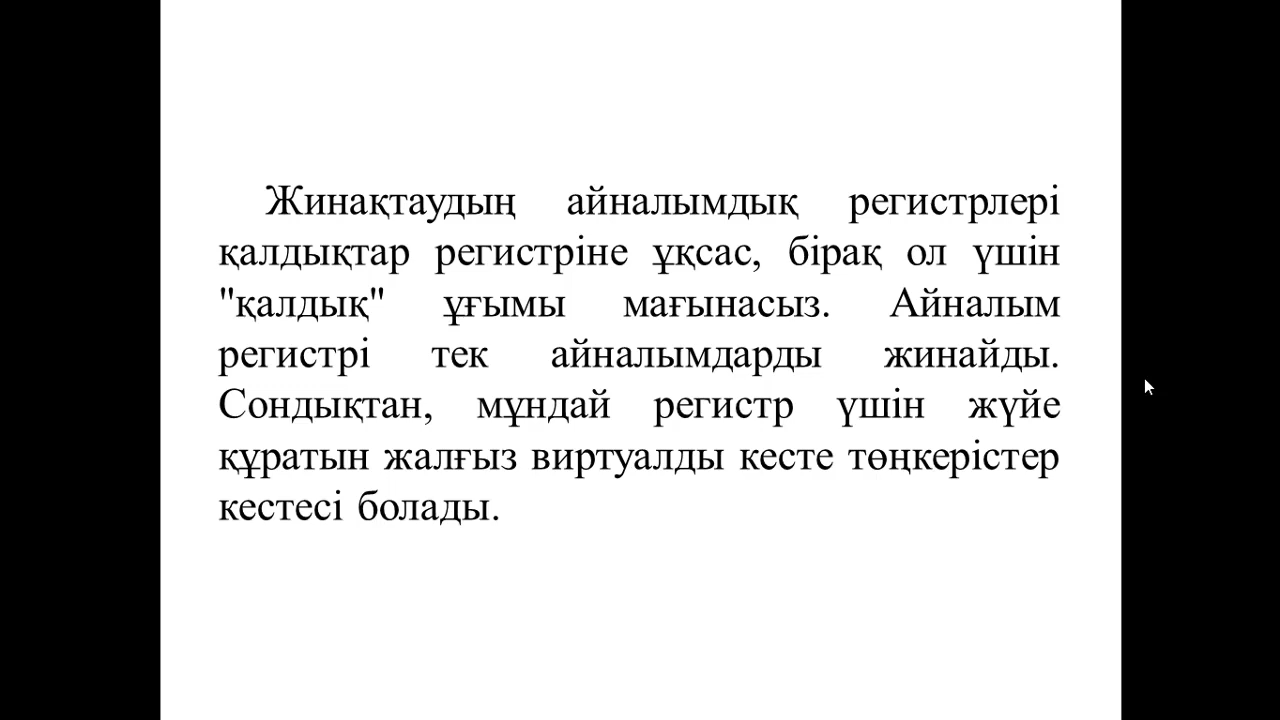 Жинақтаудың айналымдық регистрлері
қалдықтар регистріне ұқсас, бірақ ол үшін
"қалдық" ұғымы мағынасыз. Айналым
регистрі тек айналымдарды жинайды.
Сондықтан, мұндай регистр үшін жүйе
құратын жалғыз виртуалды кесте төңкерістер
кестесі болады.